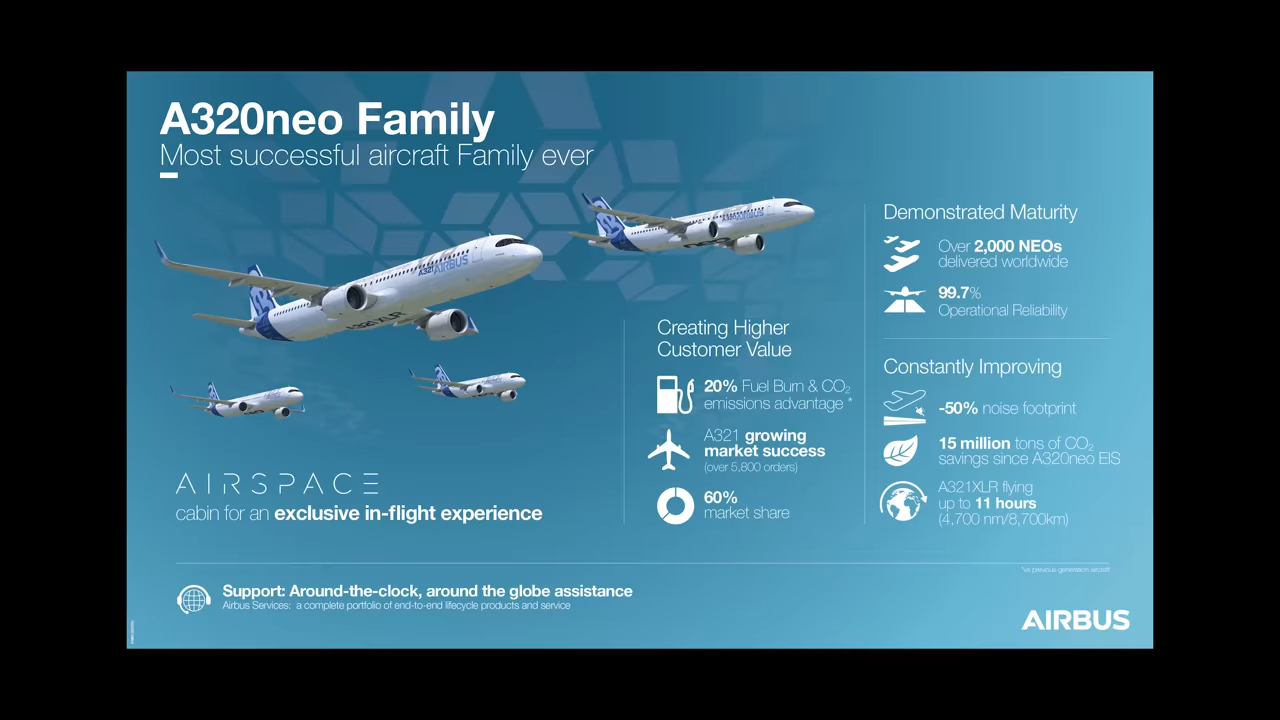 A320neo Family
Most successful aircraft Family ever
A321 AIRBUS
A321XLR
AIRBUS
Creating Higher
Customer Value
20% Fuel Burn & CO₂
emissions advantage *
A321 growing
market success
(over 5,800 orders)
60%
market share
Demonstrated Maturity
Over 2,000 NEOs
delivered worldwide
99.7%
Operational Reliability
Constantly Improving
-50% noise footprint
15 million tons of CO₂
savings since A320neo EIS
A321XLR flying
up to 11 hours
(4,700 nm/8,700km)
AIRSPACE
cabin for an exclusive in-flight experience
*vs previous generation aircraft
Support: Around-the-clock, around the globe assistance
Airbus Services: a complete portfolio of end-to-end lifecycle products and service
AIRBUS